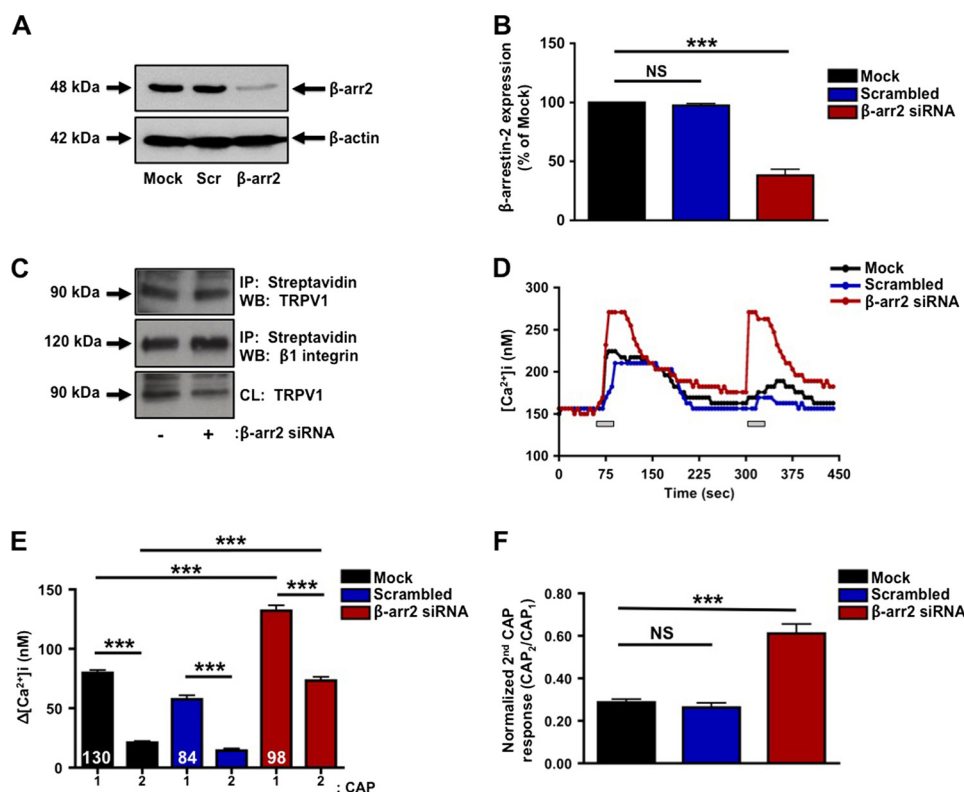 A
48 kDa
β-arr2
42 kDa
β-actin
Mock Scr β-arr2
B
β-arrestin-2 expression
(% of Mock)
150
100
50
0
NS
***
Mock
Scrambled
β-arr2 siRNA
C
90 kDa
IP: Streptavidin
WB: TRPV1
120 kDa
IP: Streptavidin
WB: β1 integrin
90 kDa
CL: TRPV1
- + :β-arr2 siRNA
D
Mock
Scrambled
β-arr2 siRNA
[Ca²⁺]i (nM)
300
250
200
150
100
0 75 150 225 300 375 450
Time (sec)
E
***
***
***
***
***
Mock
Scrambled
β-arr2 siRNA
Δ[Ca²⁺]i (nM)
150
100
50
0
130 84 98
1 2 1 2 1 2
: CAP
F
Mock
Scrambled
β-arr2 siRNA
Normalized 2nd CAP
response (CAP₂/CAP₁)
0.80
0.60
0.40
0.20
0.00
***
NS